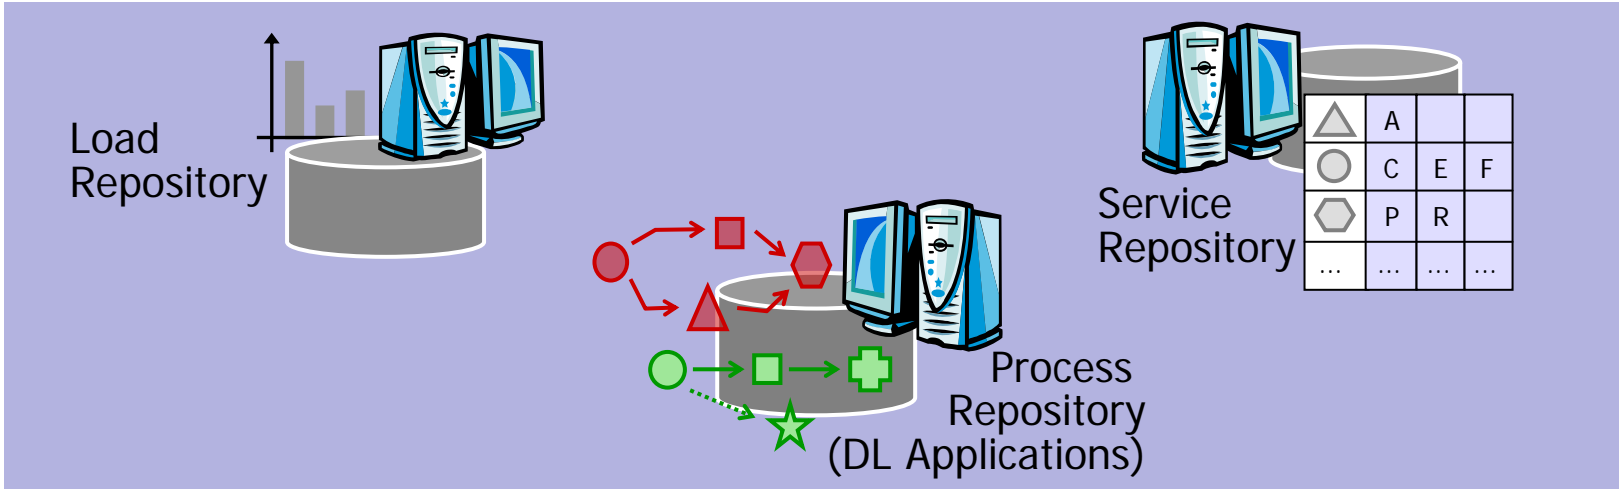 Load
Repository
Service
Repository
A
C E F
P R
... ... ... ...
Process
Repository
(DL Applications)